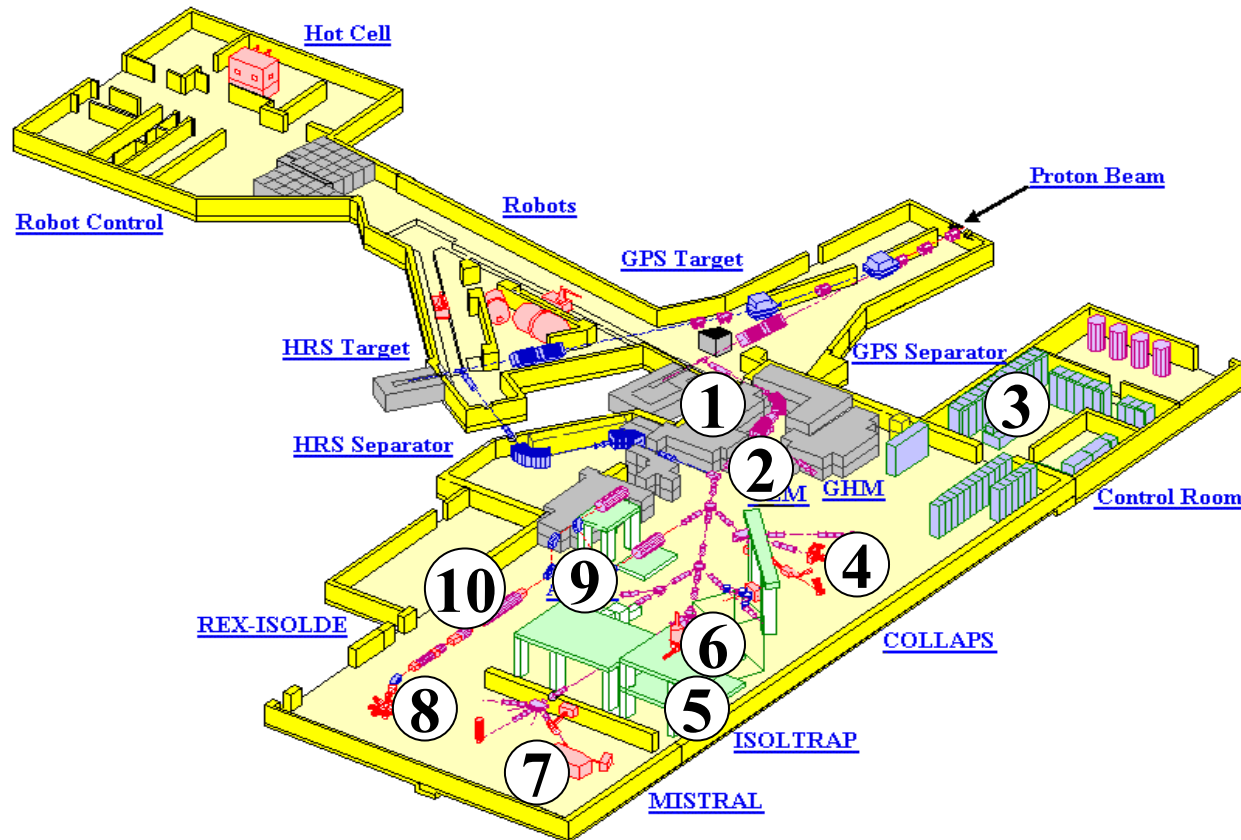 Hot Cell
Proton Beam
Robot Control
Robots
GPS Target
HRS Target
GPS Separator
1
3
HRS Separator
2
GHM
Control Room
4
9
10
REX-ISOLDE
6
COLLAPS
8
5
ISOLTRAP
7
MISTRAL